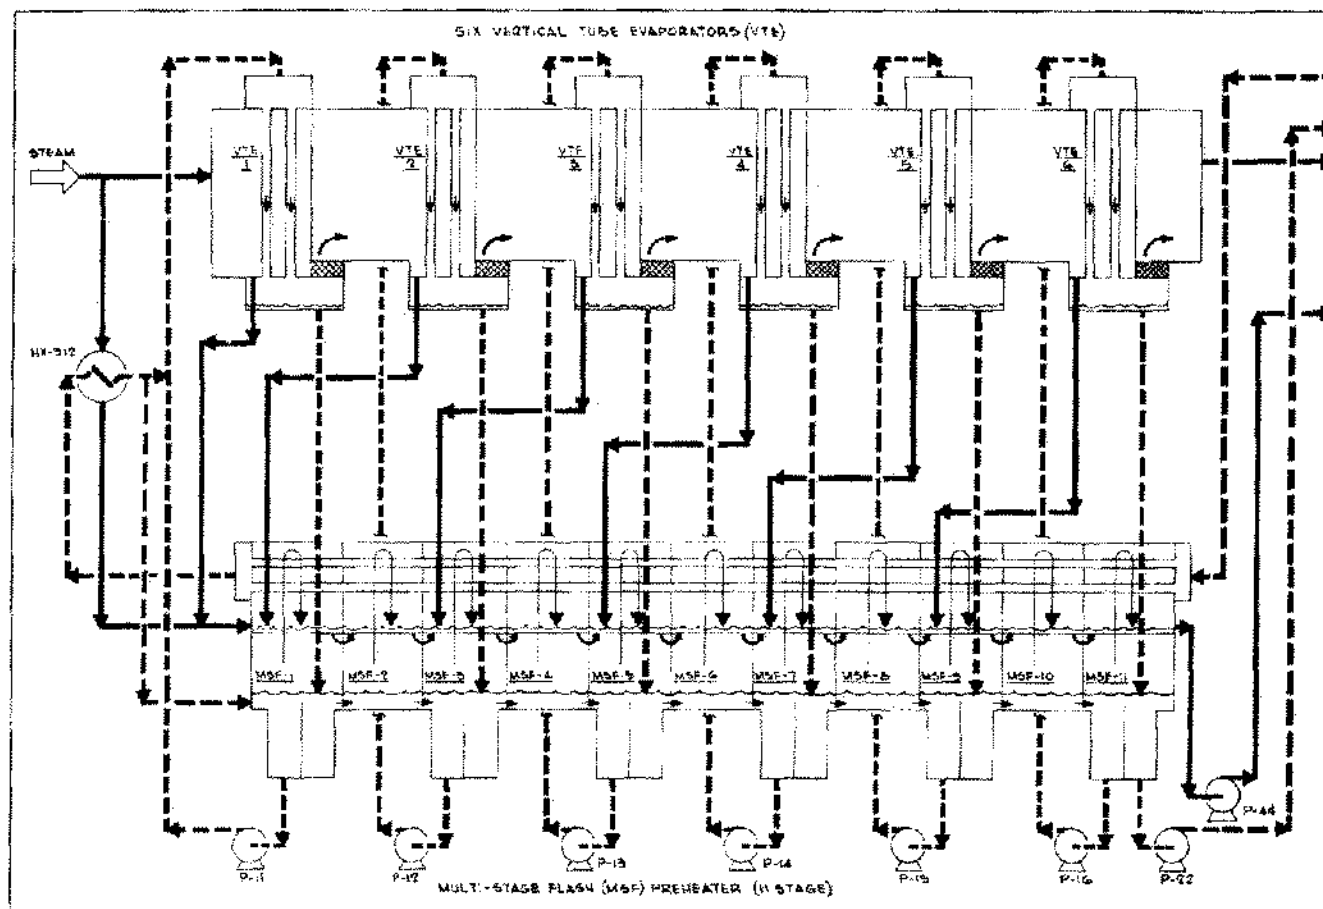 SIX VERTICAL TUBE EVAPORATORS (VTE)
STEAM
VTE 1
VTE 2
VTE 3
VTE 4
VTE 5
VTE 6
HX-512
MSF-1
MSF-2
MSF-3
MSF-4
MSF-5
MSF-6
MSF-7
MSF-8
MSF-9
MSF-10
MSF-11
P-44
P-11
P-12
P-13
P-14
P-15
P-16
P-22
MULTI-STAGE FLASH (MSF) PREHEATER (11 STAGE)